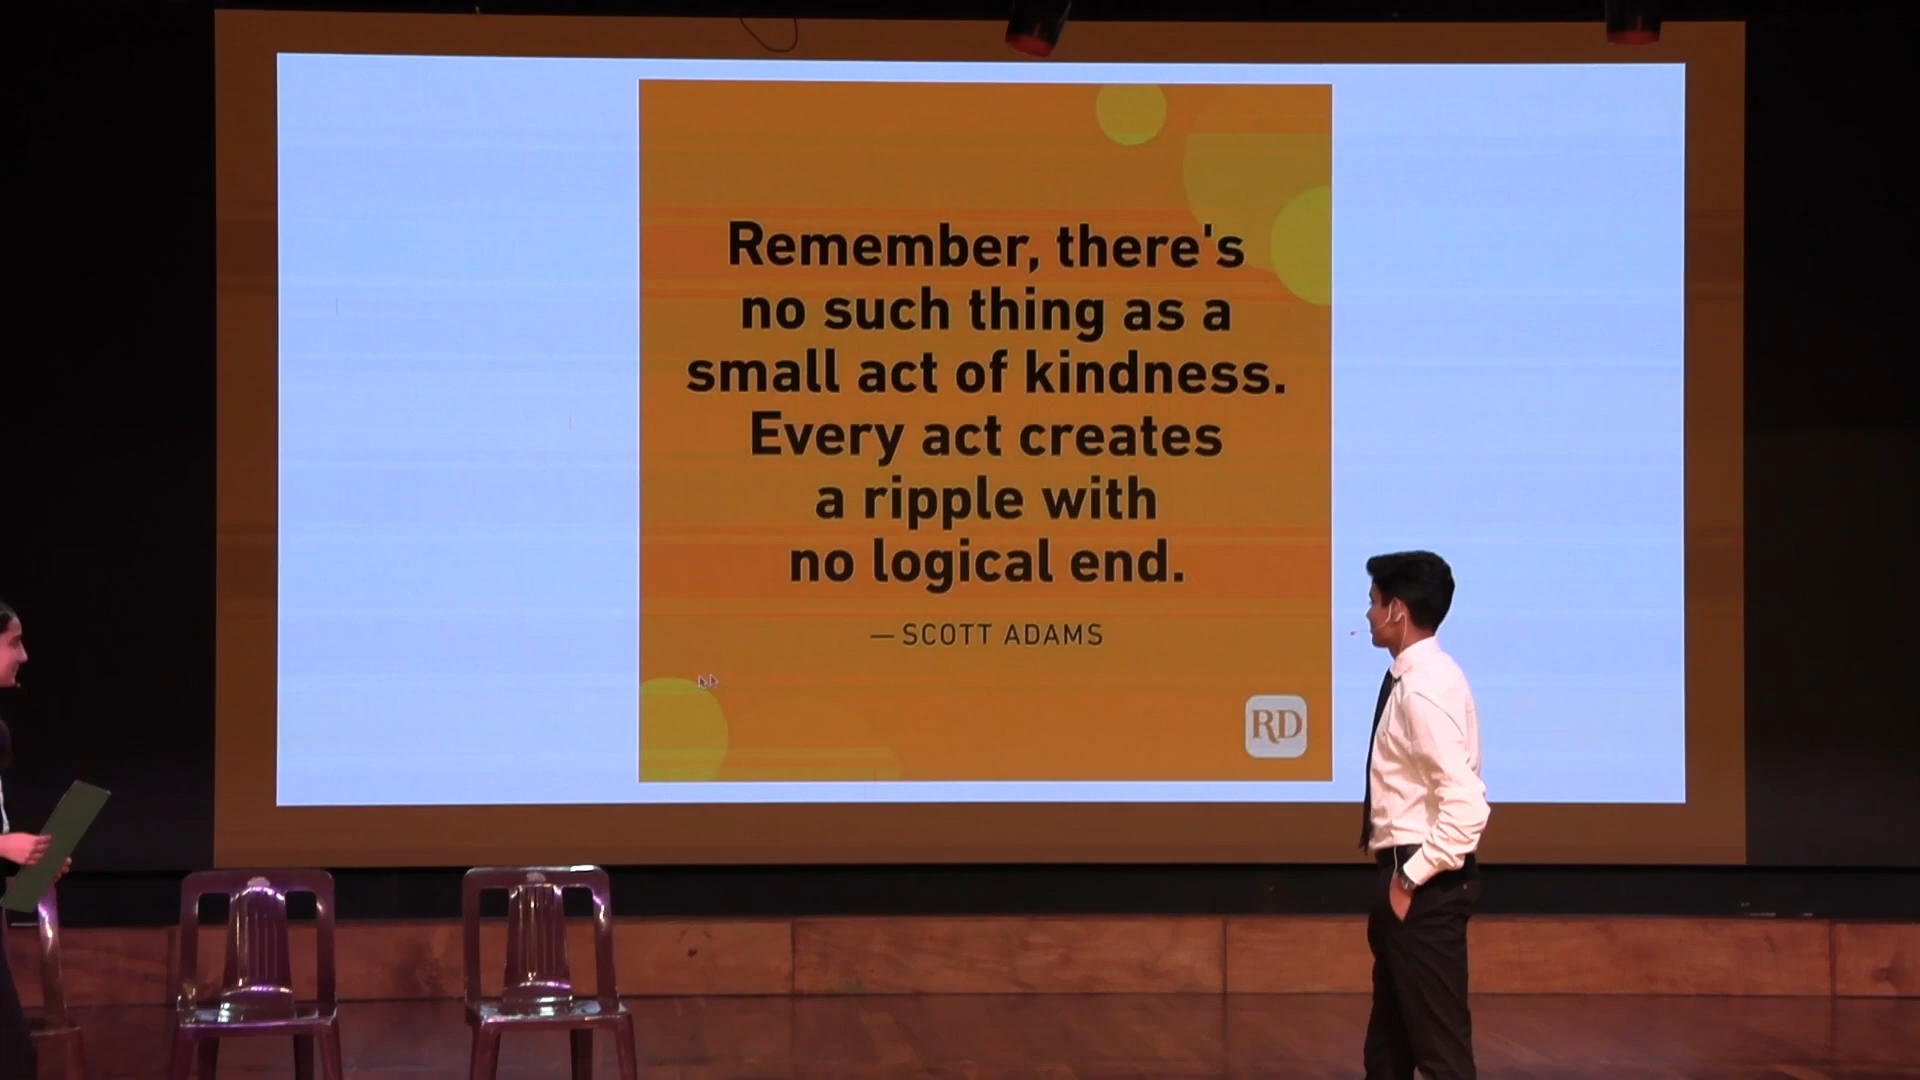 Remember, there's
no such thing as a
small act of kindness.
Every act creates
a ripple with
no logical end.
— SCOTT ADAMS
RD